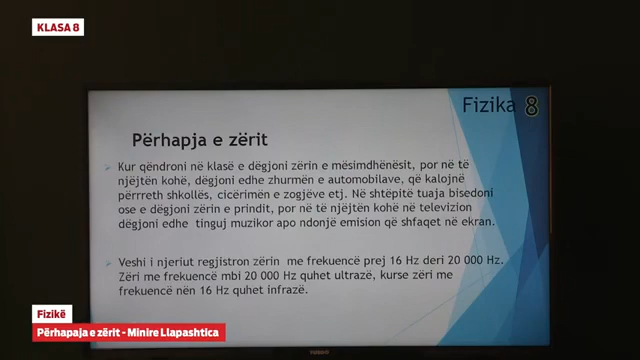 KLASA 8
Fizika 8
Përhapja e zërit
Kur qëndroni në klasë e dëgjoni zërin e mësimdhënësit, por në të
njëjtën kohë, dëgjoni edhe zhurmën e automobilave, që kalojnë
përrreth shkollës, cicërimën e zogjëve etj. Në shtëpitë tuaja bisedoni
ose e dëgjoni zërin e prindit, por në të njëjtën kohë në televizion
dëgjoni edhe tinguj muzikor apo ndonjë emision që shfaqet në ekran.
Veshi i njeriut regjistron zërin me frekuencë prej 16 Hz deri 20 000 Hz.
Zëri me frekuencë mbi 20 000 Hz quhet ultrazë, kurse zëri me
frekuencë nën 16 Hz quhet infrazë.
Fizikë
Përhapaja e zërit - Minire Llapashtica